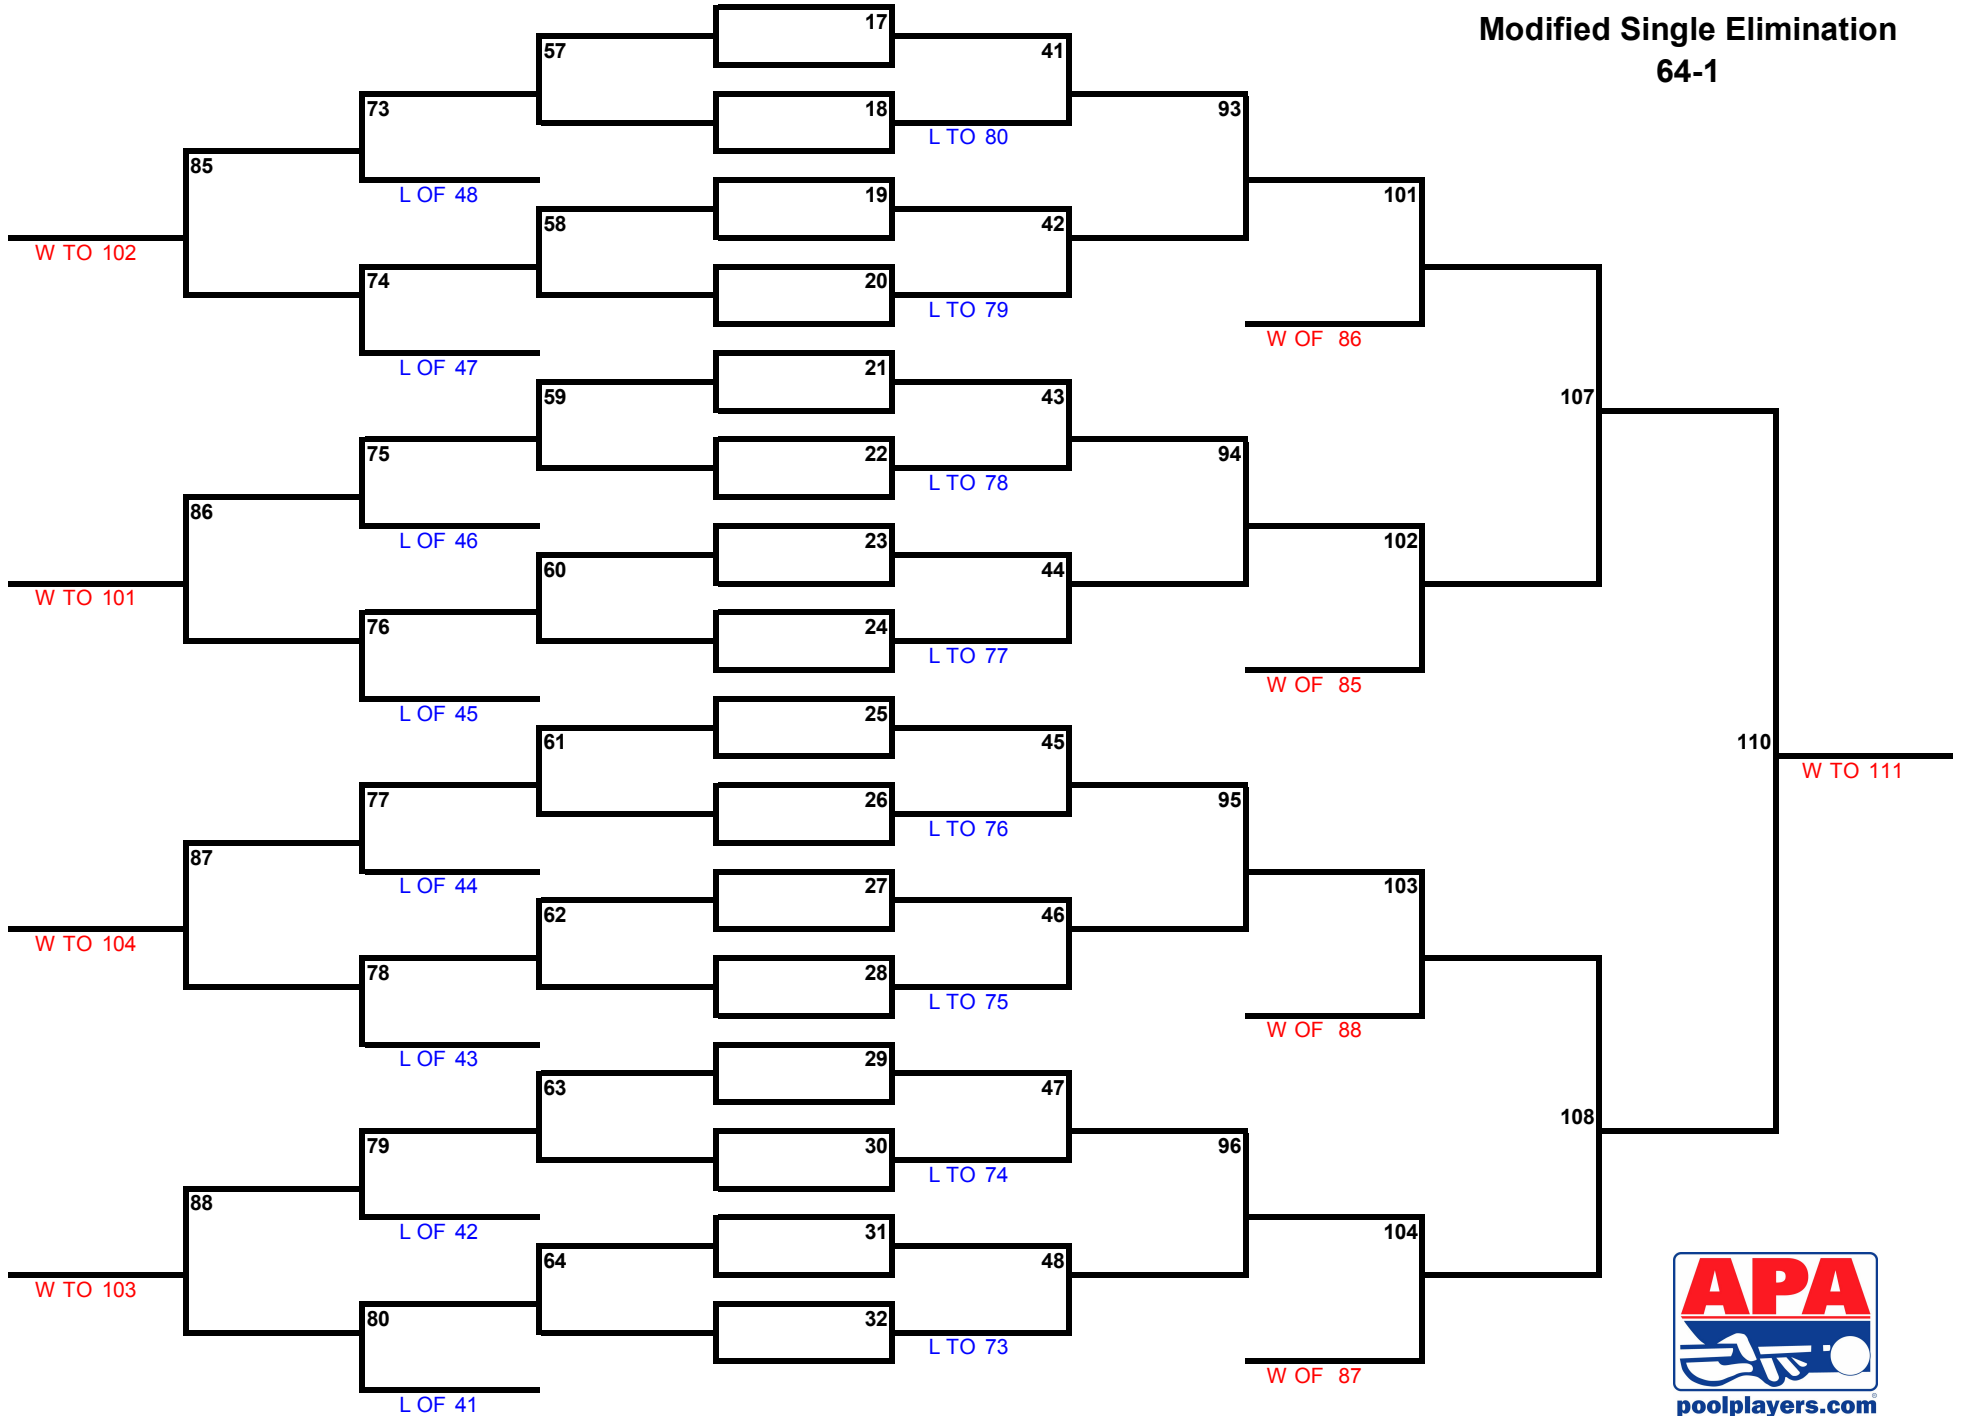 Modified Single Elimination
64-1
17
57
41
73
18
93
L TO 80
85
19
L OF 48
101
58
42
W TO 102
74
20
L TO 79
W OF 86
21
L OF 47
59
43
107
75
22
94
L TO 78
86
23
L OF 46
102
60
44
W TO 101
76
24
L TO 77
W OF 85
25
L OF 45
61
45
110
W TO 111
77
26
95
L TO 76
87
27
L OF 44
103
62
46
W TO 104
78
28
L TO 75
W OF 88
29
L OF 43
63
47
108
79
30
96
L TO 74
88
31
L OF 42
104
64
48
W TO 103
80
32
L TO 73
W OF 87
L OF 41
APA
poolplayers.com